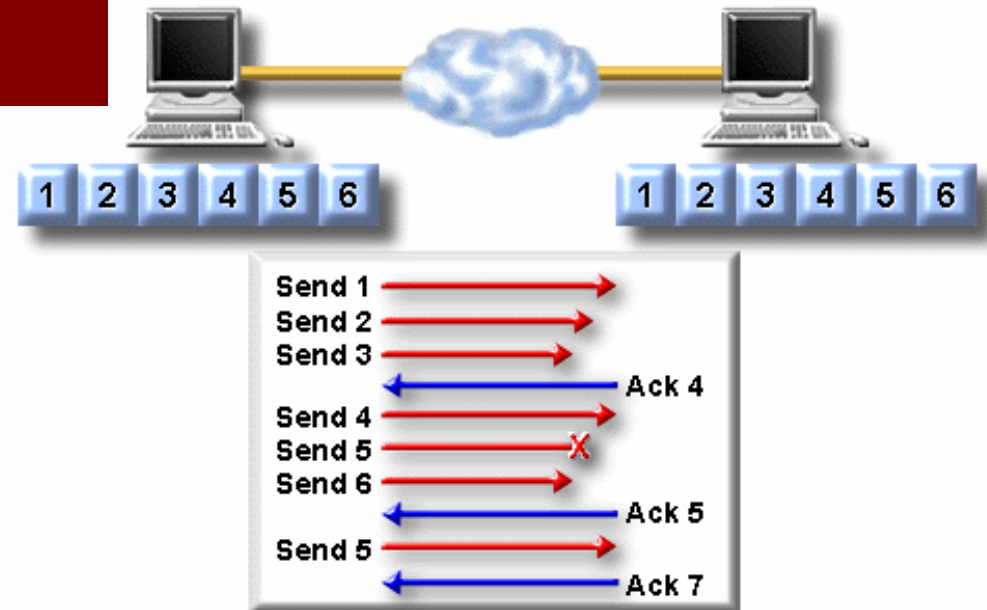 1 2 3 4 5 6 1 2 3 4 5 6
Send 1
Send 2
Send 3
Ack 4
Send 4
Send 5 X
Send 6
Ack 5
Send 5
Ack 7